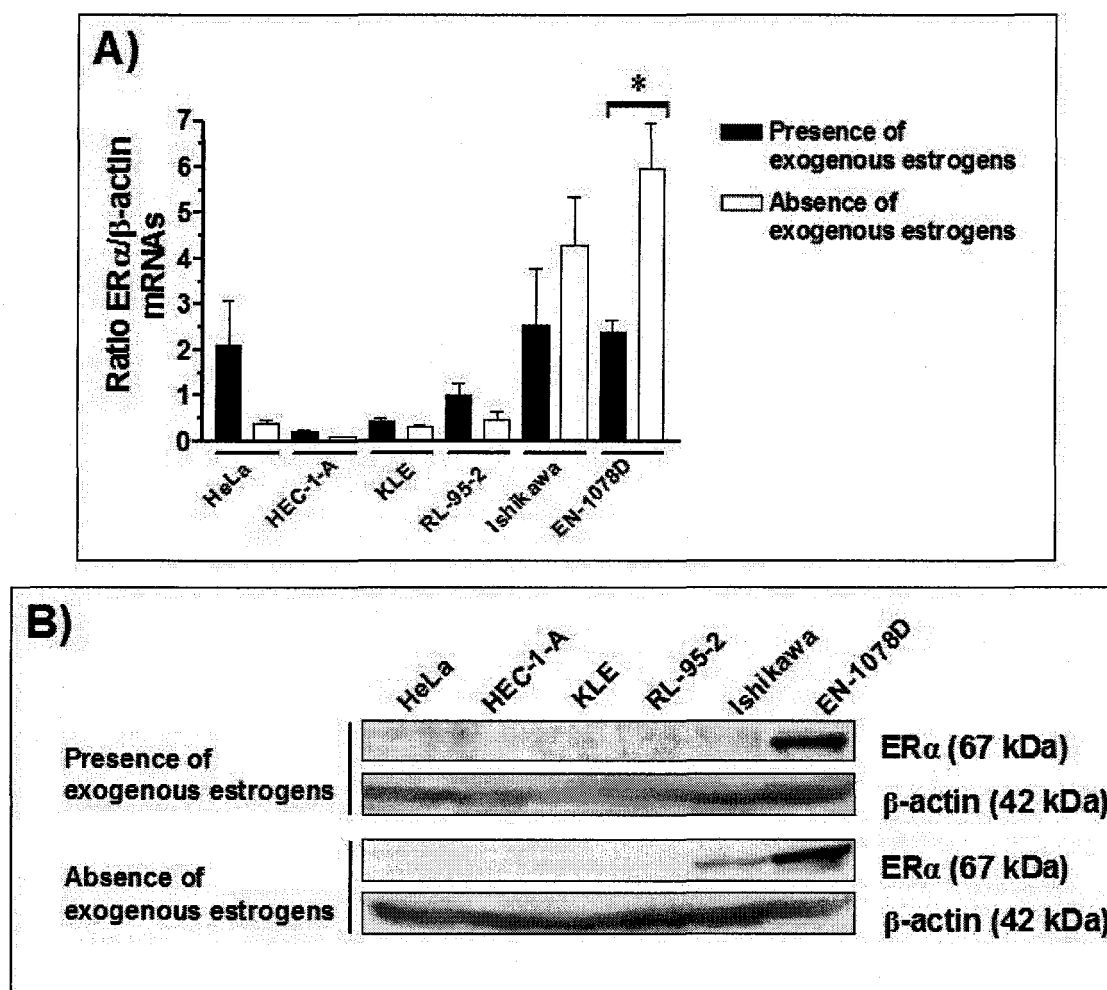 A)
*
Ratio ERα/β-actin
mRNAs
7
6
5
4
3
2
1
0
HeLa
HEC-1-A
KLE
RL-95-2
Ishikawa
EN-1078D
Presence of
exogenous estrogens
Absence of
exogenous estrogens
B)
HeLa
HEC-1-A
KLE
RL-95-2
Ishikawa
EN-1078D
Presence of
exogenous estrogens
ERα (67 kDa)
β-actin (42 kDa)
Absence of
exogenous estrogens
ERα (67 kDa)
β-actin (42 kDa)